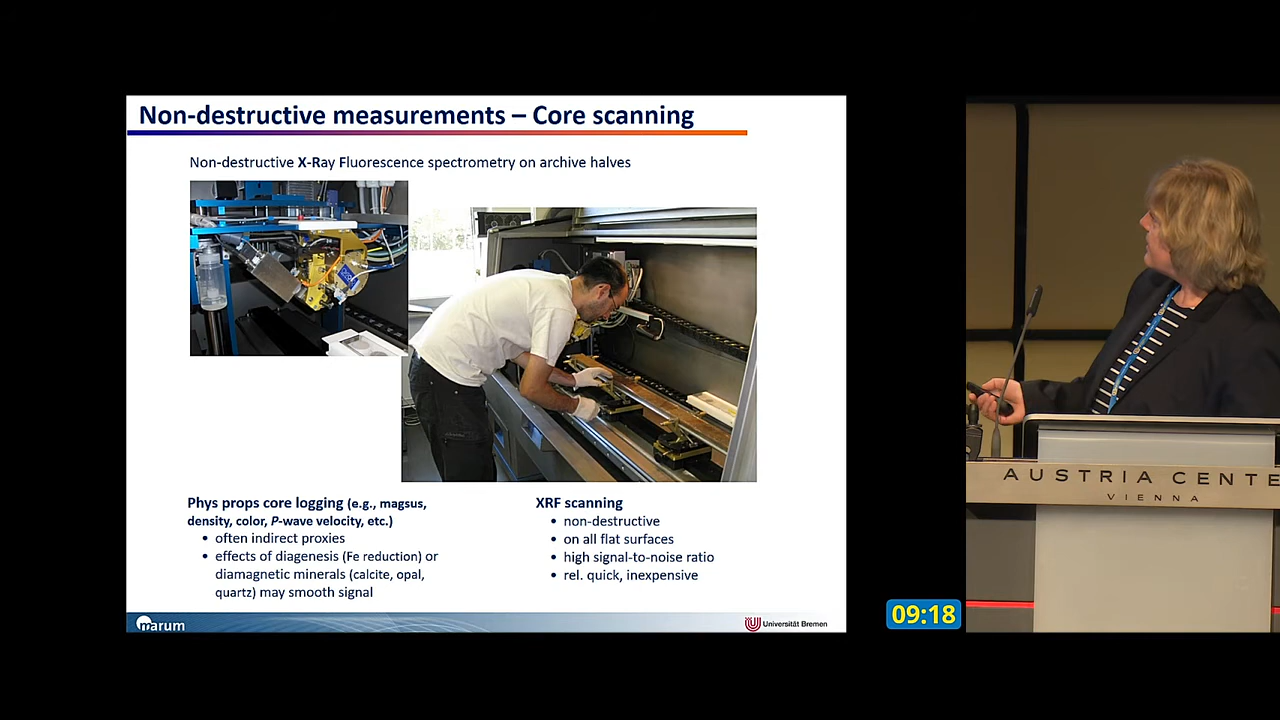 Non-destructive measurements – Core scanning
Non-destructive X-Ray Fluorescence spectrometry on archive halves
Phys props core logging (e.g., magsus,
density, color, P-wave velocity, etc.)
• often indirect proxies
• effects of diagenesis (Fe reduction) or
diamagnetic minerals (calcite, opal,
quartz) may smooth signal
XRF scanning
• non-destructive
• on all flat surfaces
• high signal-to-noise ratio
• rel. quick, inexpensive
marum
Universität Bremen
09:18
AUSTRIA CENTE
VIENNA